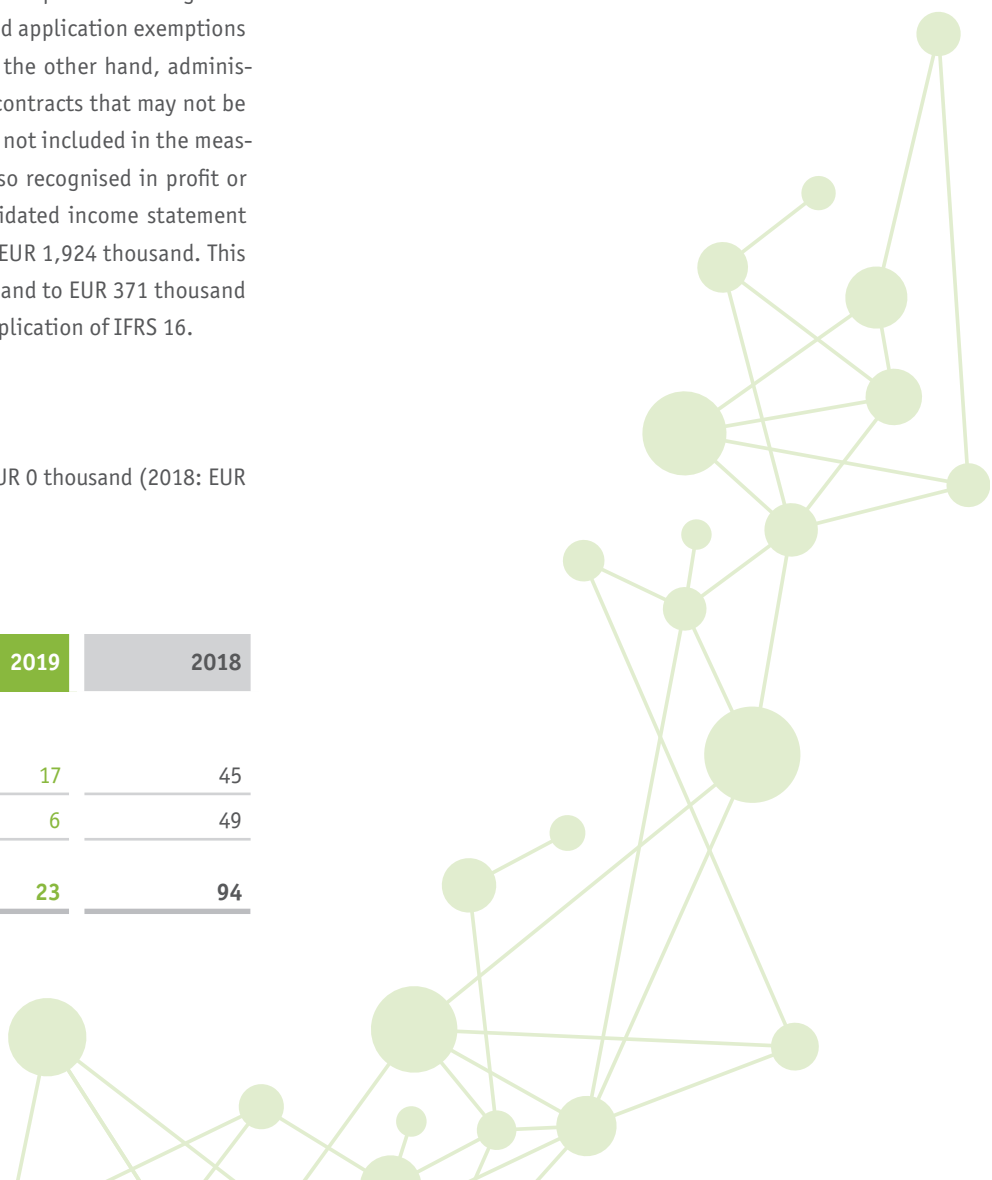 d application exemptions
the other hand, adminis-
contracts that may not be
not included in the meas-
so recognised in profit or
idated income statement
EUR 1,924 thousand. This
and to EUR 371 thousand
plication of IFRS 16.
UR 0 thousand (2018: EUR
2019 2018
17 45
6 49
23 94